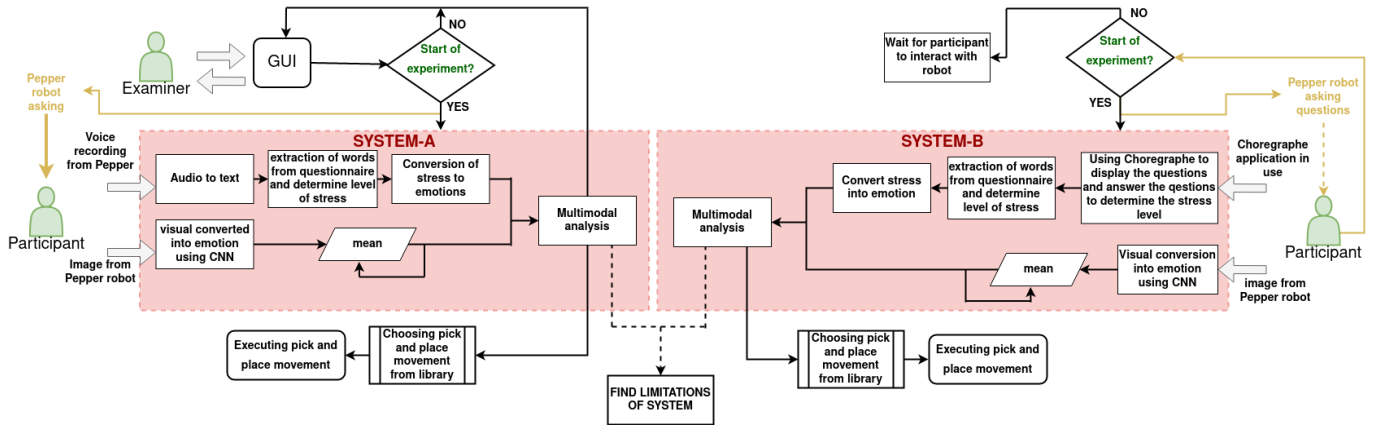 NO
Start of
experiment?
GUI
Examiner
YES
Pepper
robot
asking
Participant
Voice
recording
from Pepper
Image from
Pepper robot
SYSTEM-A
Audio to text
extraction of words
from questionnaire
and determine level
of stress
Conversion of
stress to
emotions
visual converted
into emotion
using CNN
mean
Multimodal
analysis
Executing pick and
place movement
Choosing pick
and place
movement
from library
FIND LIMITATIONS
OF SYSTEM
NO
Start of
experiment?
Wait for participant
to interact with
robot
YES
Pepper robot
asking
questions
SYSTEM-B
Multimodal
analysis
Convert stress
into emotion
extraction of words
from questionnaire
and determine
level of stress
Using Choregraphe to
display the questions
and answer the qestions
to determine the stress
level
Choregraphe
application in
use
Participant
mean
Visual conversion
into emotion
using CNN
image from
Pepper robot
Choosing pick
and place
movement
from library
Executing pick and
place movement